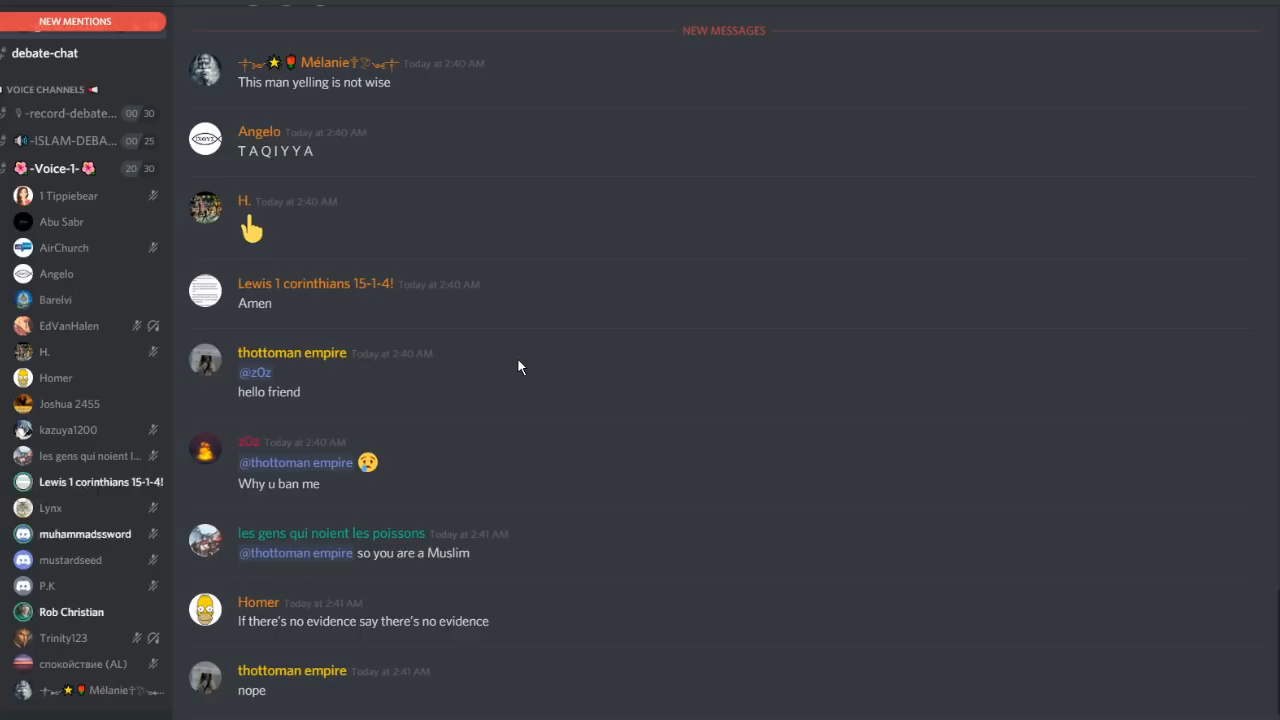 NEW MENTIONS
debate-chat
VOICE CHANNELS
-record-debate... 00 30
-ISLAM-DEBA... 00 25
-Voice-1- 20 30
1 Tippiebear
Abu Sabr
AirChurch
Angelo
Barelvi
EdVanHalen
H.
Homer
Joshua 2455
kazuya1200
les gens qui noient l...
Lewis 1 corinthians 15-1-4!
Lynx
muhammadssword
mustardseed
P.K
Rob Christian
Trinity123
спокойствие (AL)
Mélanie✝
NEW MESSAGES
Mélanie✝ Today at 2:40 AM
This man yelling is not wise
Angelo Today at 2:40 AM
T A Q I Y Y A
H. Today at 2:40 AM
👆
Lewis 1 corinthians 15-1-4! Today at 2:40 AM
Amen
thottoman empire Today at 2:40 AM
@z0z
hello friend
z0z Today at 2:40 AM
@thottoman empire 😢
Why u ban me
les gens qui noient les poissons Today at 2:41 AM
@thottoman empire so you are a Muslim
Homer Today at 2:41 AM
If there's no evidence say there's no evidence
thottoman empire Today at 2:41 AM
nope